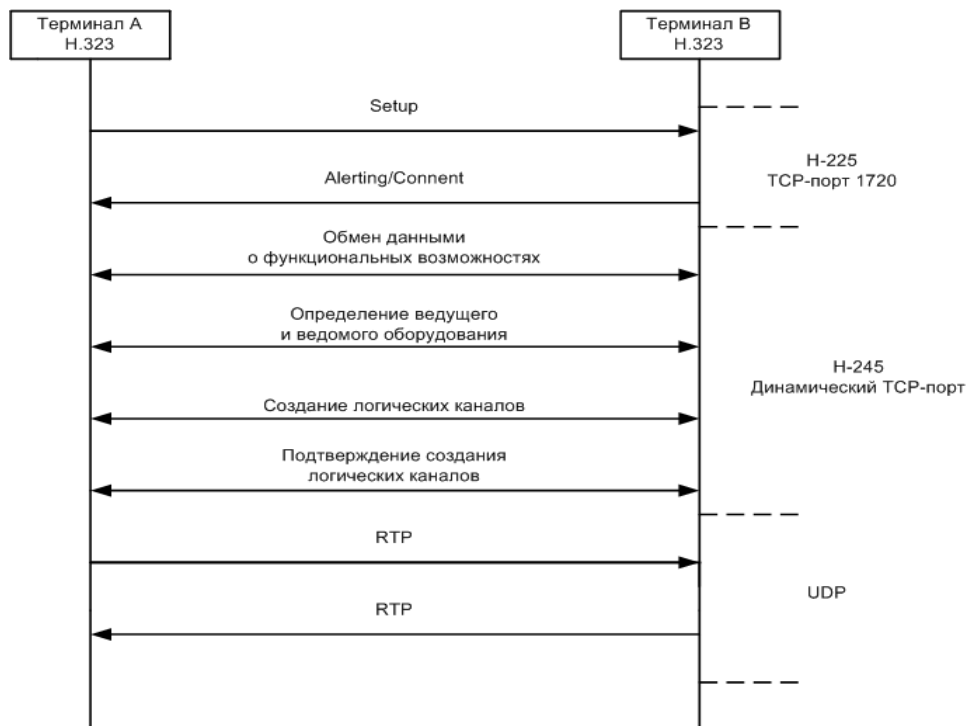 Терминал А
Н.323
Терминал В
Н.323
Setup
Н-225
TCP-порт 1720
Alerting/Connent
Обмен данными
о функциональных возможностях
Определение ведущего
и ведомого оборудования
Н-245
Динамический TCP-порт
Создание логических каналов
Подтверждение создания
логических каналов
RTP
UDP
RTP